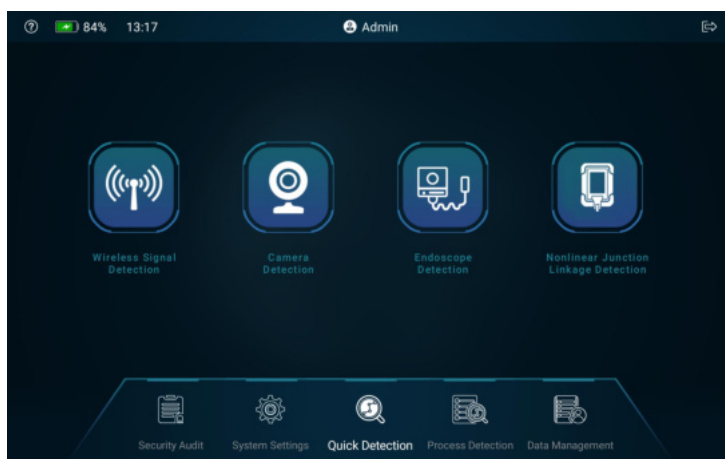 84% 13:17 Admin
Wireless Signal
Detection
Camera
Detection
Endoscope
Detection
Nonlinear Junction
Linkage Detection
Security Audit System Settings Quick Detection Process Detection Data Management